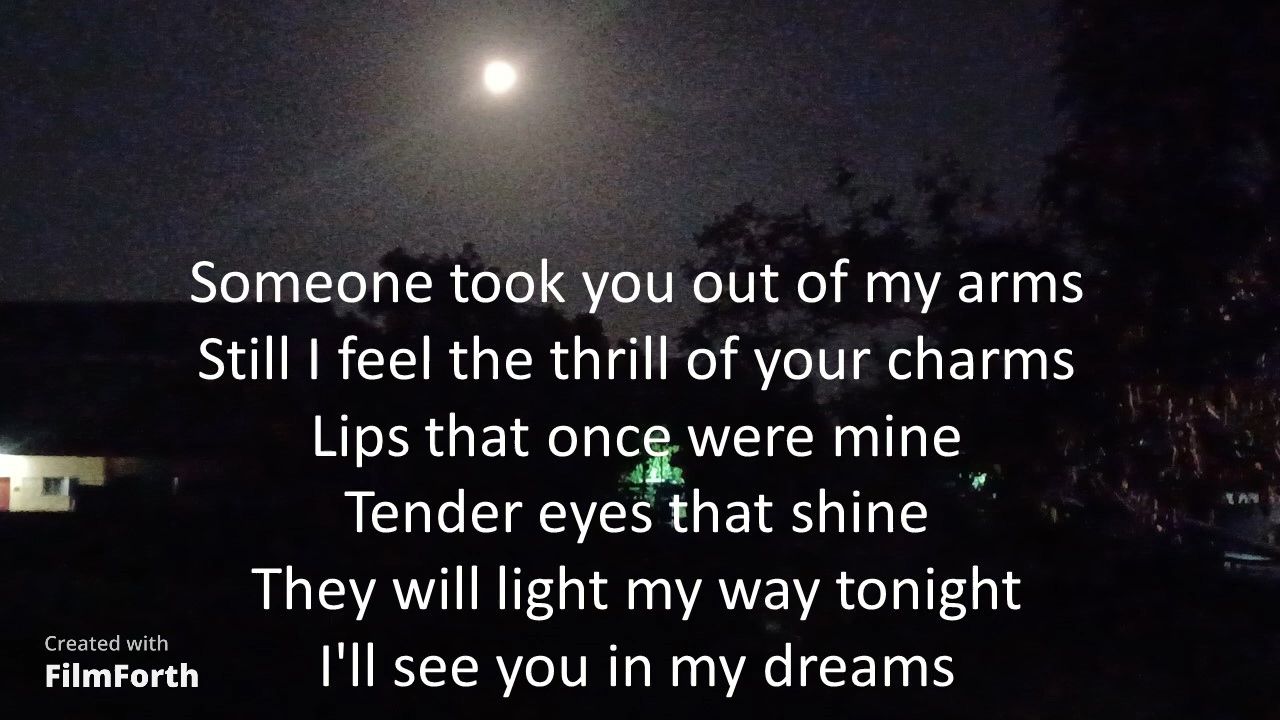 Someone took you out of my arms
Still I feel the thrill of your charms
Lips that once were mine
Tender eyes that shine
They will light my way tonight
I'll see you in my dreams
Created with
FilmForth